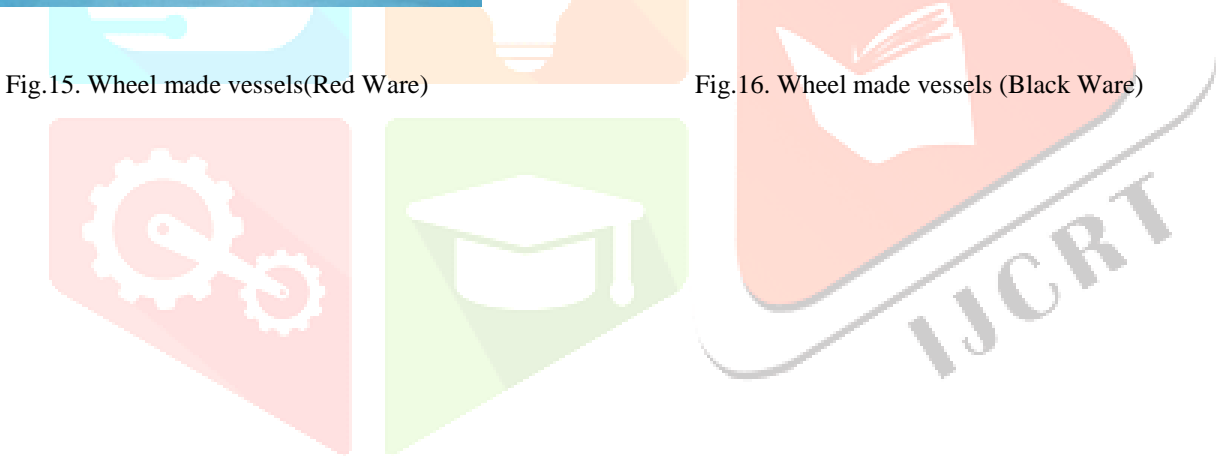 Fig.15. Wheel made vessels(Red Ware)
Fig.16. Wheel made vessels (Black Ware)
IJCRT